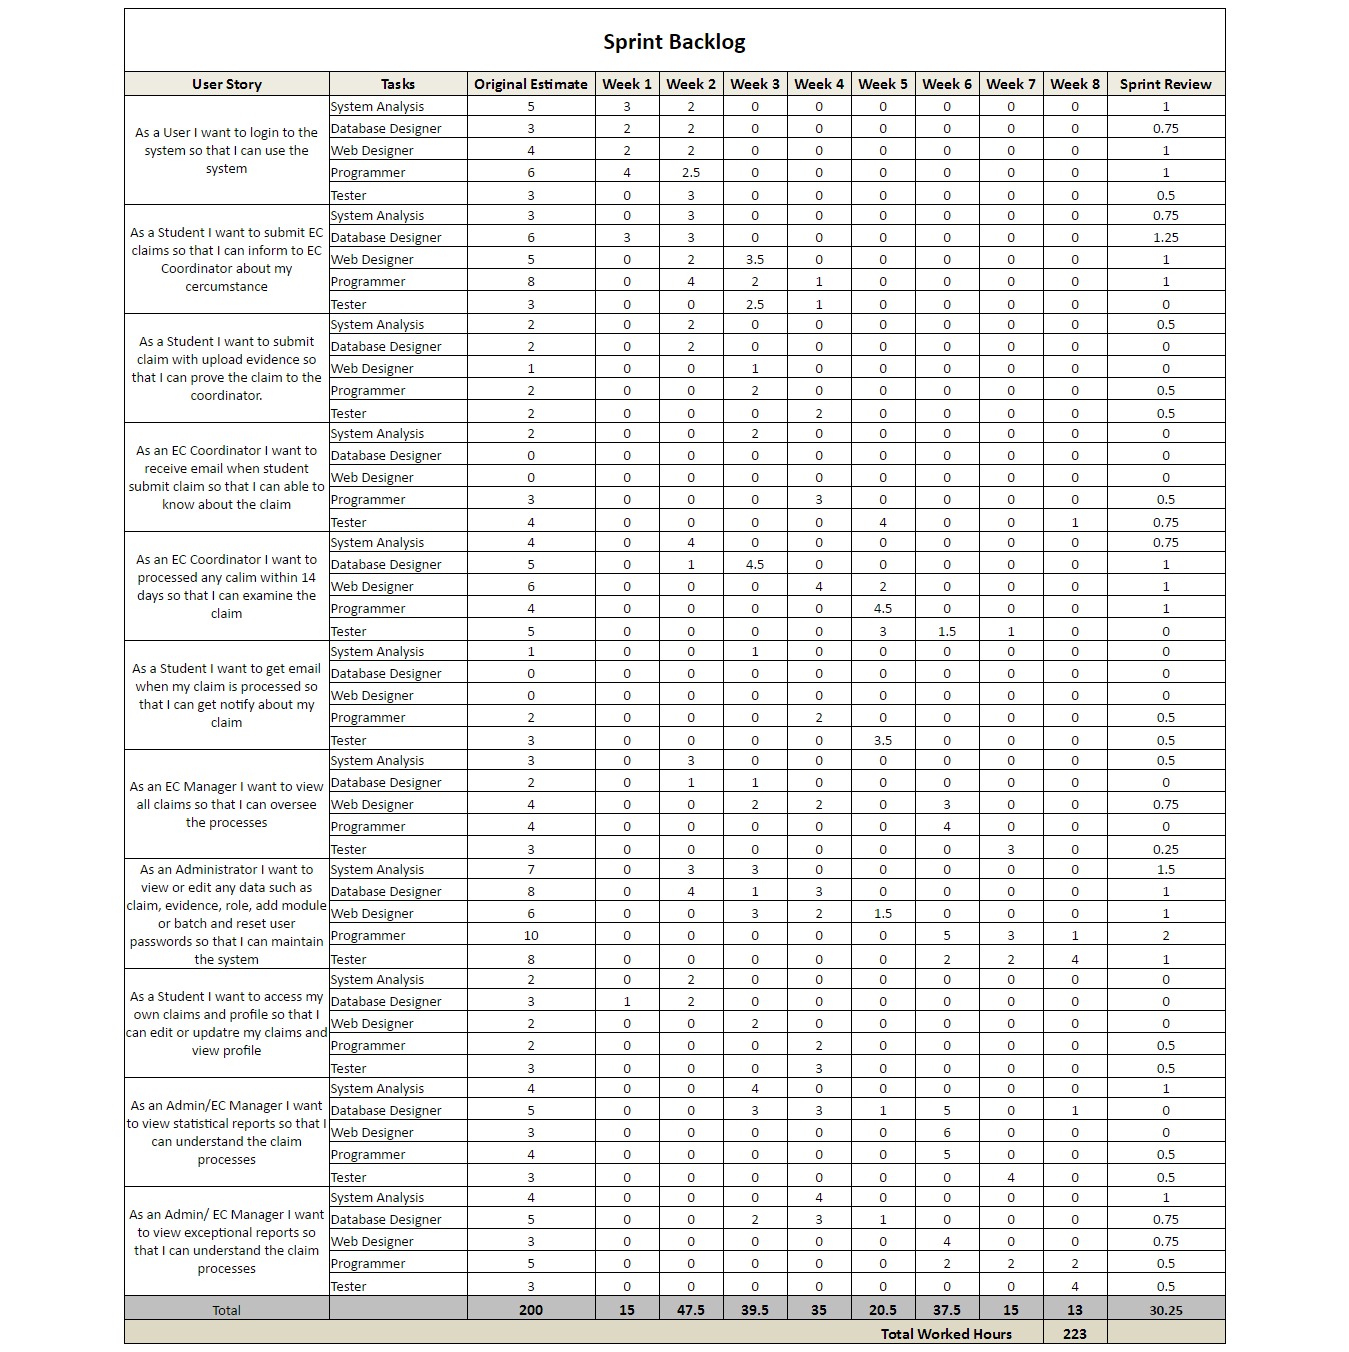 Sprint Backlog
User Story Tasks Original Estimate Week 1 Week 2 Week 3 Week 4 Week 5 Week 6 Week 7 Week 8 Sprint Review
As a User I want to login to the
system so that I can use the
system
System Analysis 5 3 2 0 0 0 0 0 0 1
Database Designer 3 2 2 0 0 0 0 0 0 0.75
Web Designer 4 2 2 0 0 0 0 0 0 1
Programmer 6 4 2.5 0 0 0 0 0 0 1
Tester 3 0 3 0 0 0 0 0 0 0.5
As a Student I want to submit EC
claims so that I can inform to EC
Coordinator about my
cercumstance
System Analysis 3 0 3 0 0 0 0 0 0 0.75
Database Designer 6 3 3 0 0 0 0 0 0 1.25
Web Designer 5 0 2 3.5 0 0 0 0 0 1
Programmer 8 0 4 2 1 0 0 0 0 1
Tester 3 0 0 2.5 1 0 0 0 0 0
As a Student I want to submit
claim with upload evidence so
that I can prove the claim to the
coordinator.
System Analysis 2 0 2 0 0 0 0 0 0 0.5
Database Designer 2 0 2 0 0 0 0 0 0 0
Web Designer 1 0 0 1 0 0 0 0 0 0
Programmer 2 0 0 2 0 0 0 0 0 0.5
Tester 2 0 0 0 2 0 0 0 0 0.5
As an EC Coordinator I want to
receive email when student
submit claim so that I can able to
know about the claim
System Analysis 2 0 0 2 0 0 0 0 0 0
Database Designer 0 0 0 0 0 0 0 0 0 0
Web Designer 0 0 0 0 0 0 0 0 0 0
Programmer 3 0 0 0 3 0 0 0 0 0.5
Tester 4 0 0 0 0 4 0 0 1 0.75
As an EC Coordinator I want to
processed any calim within 14
days so that I can examine the
claim
System Analysis 4 0 4 0 0 0 0 0 0 0.75
Database Designer 5 0 1 4.5 0 0 0 0 0 1
Web Designer 6 0 0 0 4 2 0 0 0 1
Programmer 4 0 0 0 0 4.5 0 0 0 1
Tester 5 0 0 0 0 3 1.5 1 0 0
As a Student I want to get email
when my claim is processed so
that I can get notify about my
claim
System Analysis 1 0 0 1 0 0 0 0 0 0
Database Designer 0 0 0 0 0 0 0 0 0 0
Web Designer 0 0 0 0 0 0 0 0 0 0
Programmer 2 0 0 0 2 0 0 0 0 0.5
Tester 3 0 0 0 0 3.5 0 0 0 0.5
As an EC Manager I want to view
all claims so that I can oversee
the processes
System Analysis 3 0 3 0 0 0 0 0 0 0.5
Database Designer 2 0 1 1 0 0 0 0 0 0
Web Designer 4 0 0 2 2 0 3 0 0 0.75
Programmer 4 0 0 0 0 0 4 0 0 0
Tester 3 0 0 0 0 0 0 3 0 0.25
As an Administrator I want to
view or edit any data such as
claim, evidence, role, add module
or batch and reset user
passwords so that I can maintain
the system
System Analysis 7 0 3 3 0 0 0 0 0 1.5
Database Designer 8 0 4 1 3 0 0 0 0 1
Web Designer 6 0 0 3 2 1.5 0 0 0 1
Programmer 10 0 0 0 0 0 5 3 1 2
Tester 8 0 0 0 0 0 2 2 4 1
As a Student I want to access my
own claims and profile so that I
can edit or updatre my claims and
view profile
System Analysis 2 0 2 0 0 0 0 0 0 0
Database Designer 3 1 2 0 0 0 0 0 0 0
Web Designer 2 0 0 2 0 0 0 0 0 0
Programmer 2 0 0 0 2 0 0 0 0 0.5
Tester 3 0 0 0 3 0 0 0 0 0.5
As an Admin/EC Manager I want
to view statistical reports so that I
can understand the claim
processes
System Analysis 4 0 0 4 0 0 0 0 0 1
Database Designer 5 0 0 3 3 1 5 0 1 0
Web Designer 3 0 0 0 0 0 6 0 0 0
Programmer 4 0 0 0 0 0 5 0 0 0.5
Tester 3 0 0 0 0 0 0 4 0 0.5
As an Admin/ EC Manager I want
to view exceptional reports so
that I can understand the claim
processes
System Analysis 4 0 0 0 4 0 0 0 0 1
Database Designer 5 0 0 2 3 1 0 0 0 0.75
Web Designer 3 0 0 0 0 0 4 0 0 0.75
Programmer 5 0 0 0 0 0 2 2 2 0.5
Tester 3 0 0 0 0 0 0 0 4 0.5
Total 200 15 47.5 39.5 35 20.5 37.5 15 13 30.25
Total Worked Hours 223